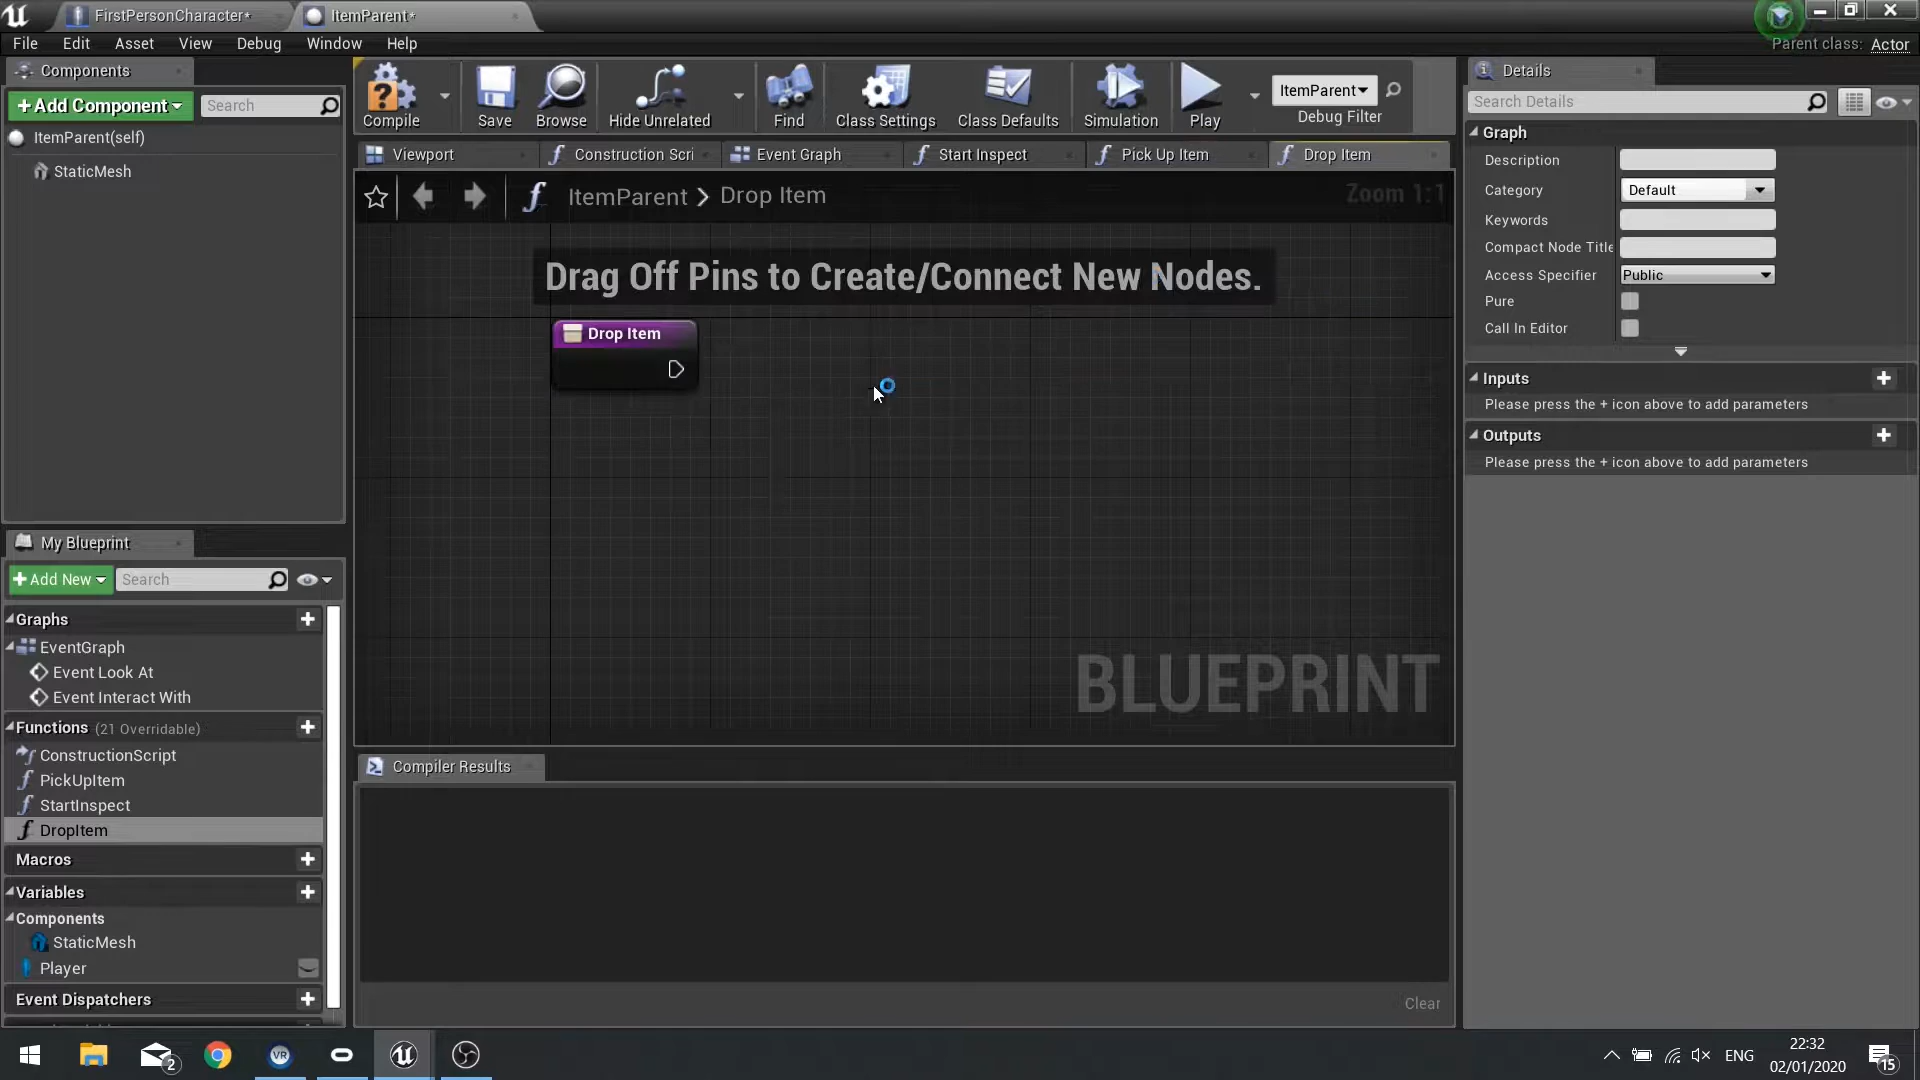 FirstPersonCharacter*
ItemParent*
File Edit Asset View Debug Window Help
Parent class: Actor
Components
+Add Component
Search
ItemParent(self)
StaticMesh
Compile
Save
Browse
Hide Unrelated
Find
Class Settings
Class Defaults
Simulation
Play
ItemParent
Debug Filter
Viewport
Construction Scri
Event Graph
Start Inspect
Pick Up Item
Drop Item
ItemParent > Drop Item
Zoom 1:1
Drag Off Pins to Create/Connect New Nodes.
Drop Item
BLUEPRINT
Compiler Results
Clear
My Blueprint
+Add New
Search
Graphs
EventGraph
Event Look At
Event Interact With
Functions (21 Overridable)
ConstructionScript
PickUpItem
StartInspect
DropItem
Macros
Variables
Components
StaticMesh
Player
Event Dispatchers
Details
Search Details
Graph
Description
Category Default
Keywords
Compact Node Title
Access Specifier Public
Pure
Call In Editor
Inputs
Please press the + icon above to add parameters
Outputs
Please press the + icon above to add parameters
2
VR
ENG
22:32
02/01/2020
15